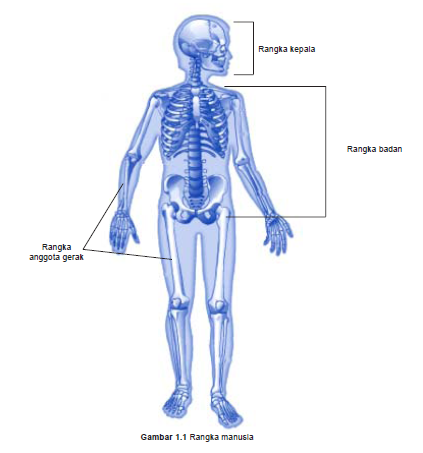 Rangka kepala
Rangka badan
Rangka
anggota gerak
Gambar 1.1 Rangka manusia